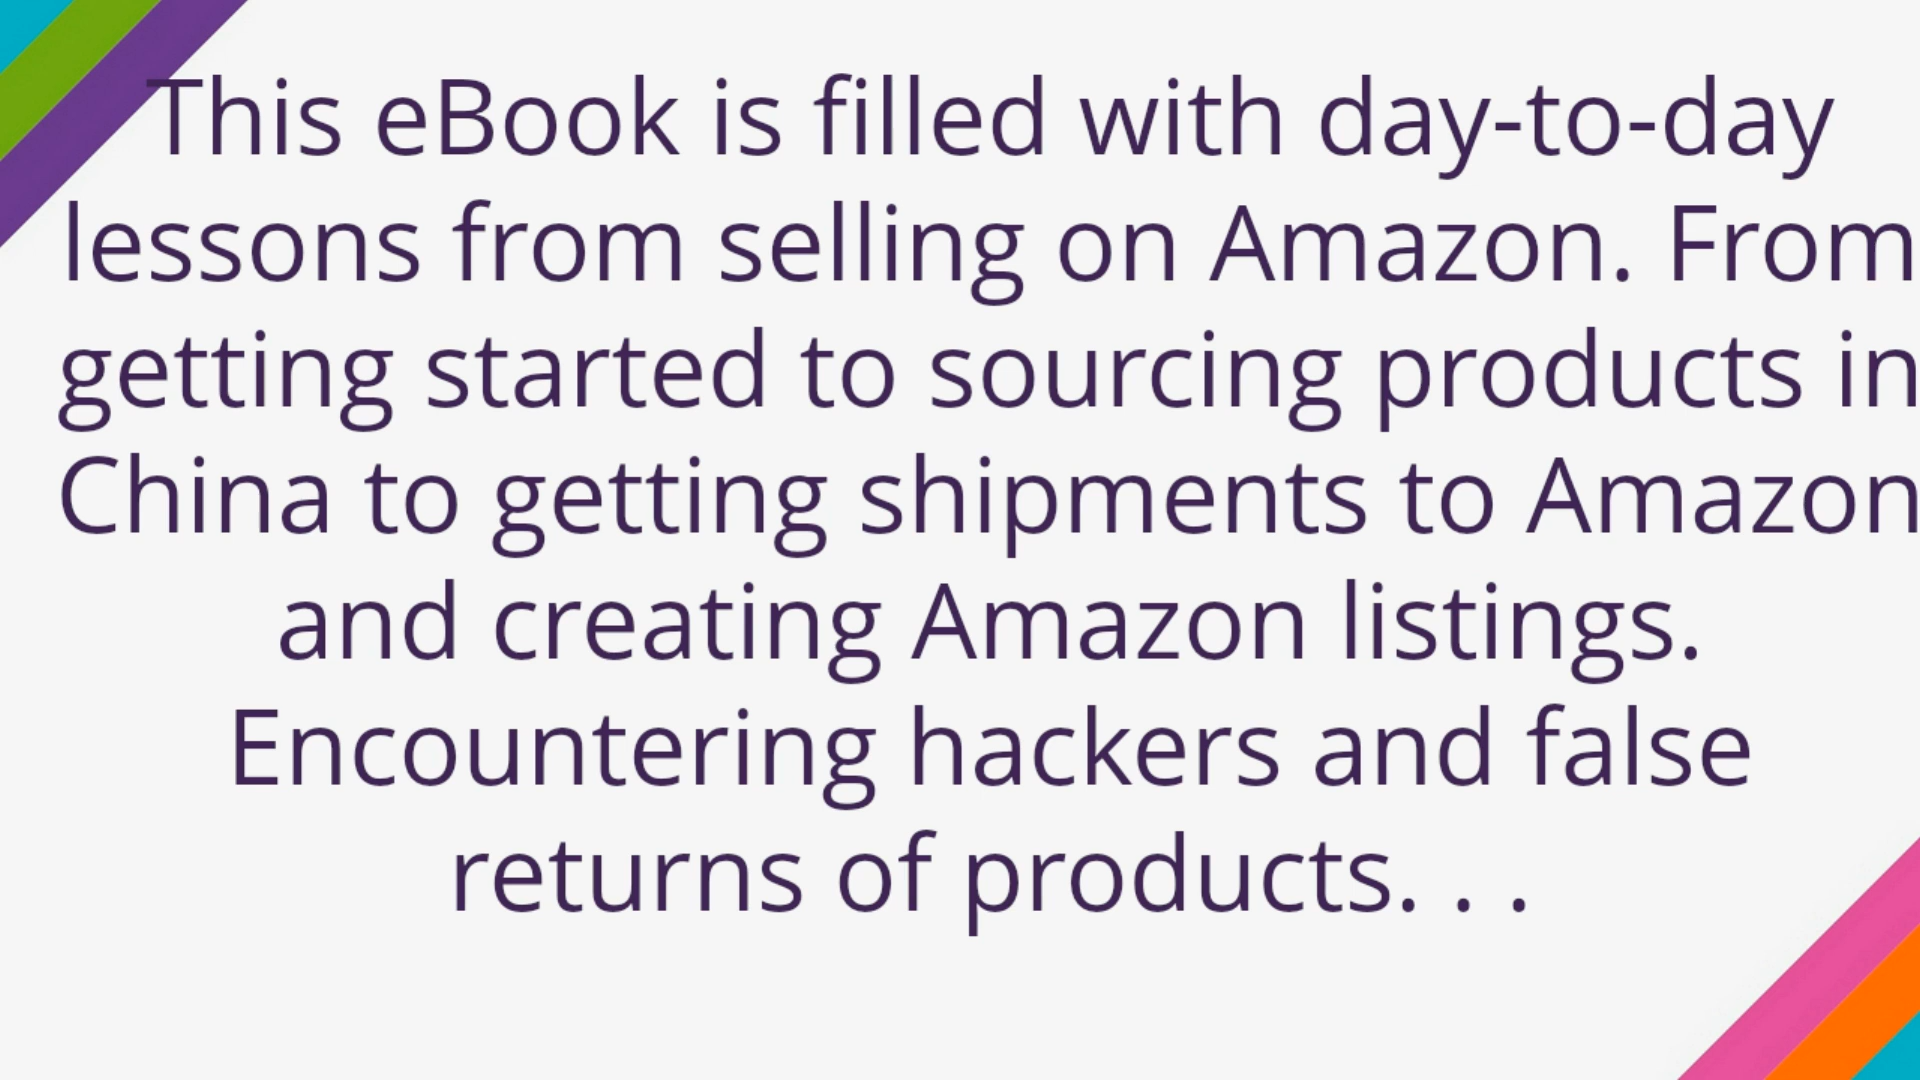 This eBook is filled with day-to-day
lessons from selling on Amazon. From
getting started to sourcing products in
China to getting shipments to Amazon
and creating Amazon listings.
Encountering hackers and false
returns of products. . .